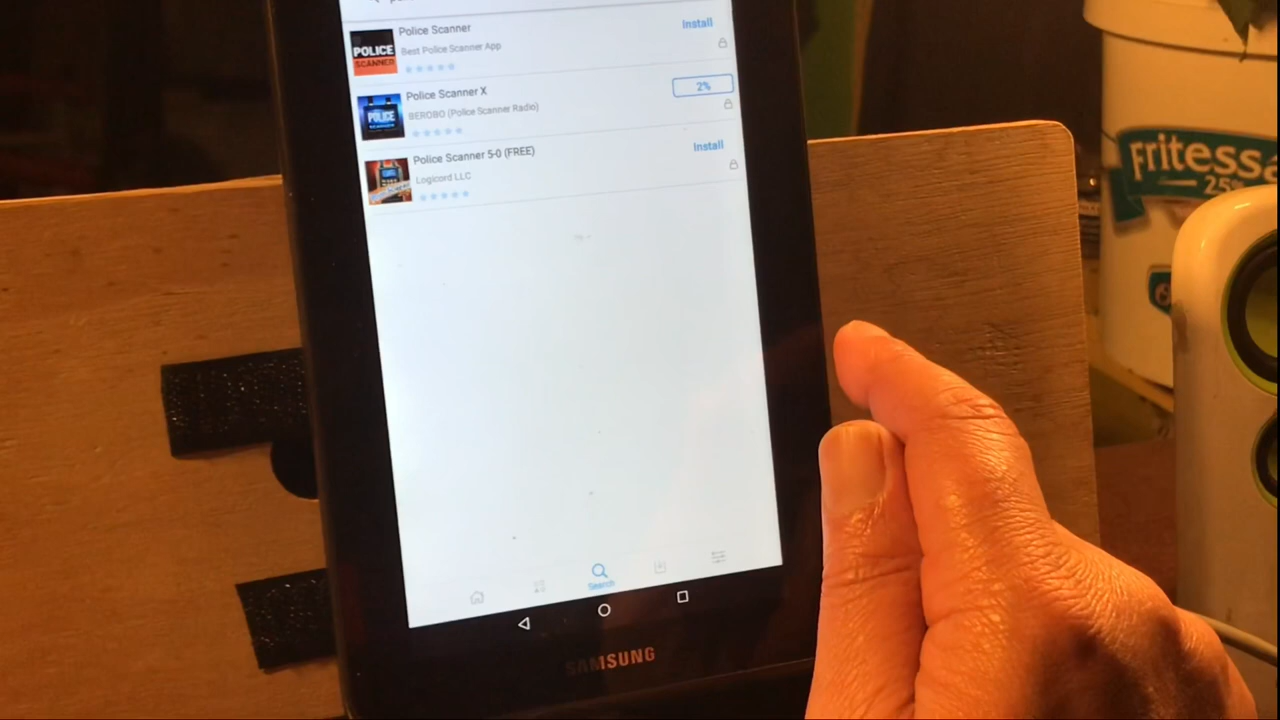 Police Scanner
Best Police Scanner App
Install
POLICE
SCANNER
Police Scanner X
BEROBO (Police Scanner Radio)
2%
POLICE
Police Scanner 5-0 (FREE)
Logicord LLC
Install
Search
SAMSUNG
Fritessa
25%